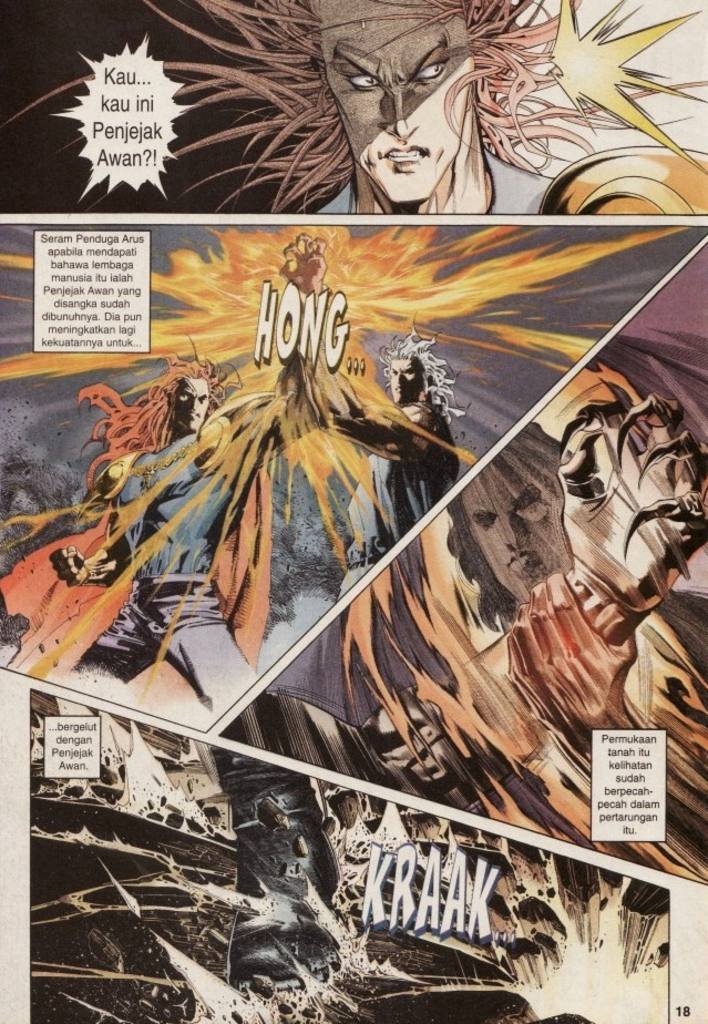 Kau...
kau ini
Penjejak
Awan?!
Seram Penduga Arus
apabila mendapati
bahawa lembaga
manusia itu ialah
Penjejak Awan yang
disangka sudah
dibunuhnya. Dia pun
meningkatkan lagi
kekuatannya untuk...
HONG...
...bergelut
dengan
Penjejak
Awan.
Permukaan
tanah itu
kelihatan
sudah
berpecah-
pecah dalam
pertarungan
itu.
KRAAK...
18